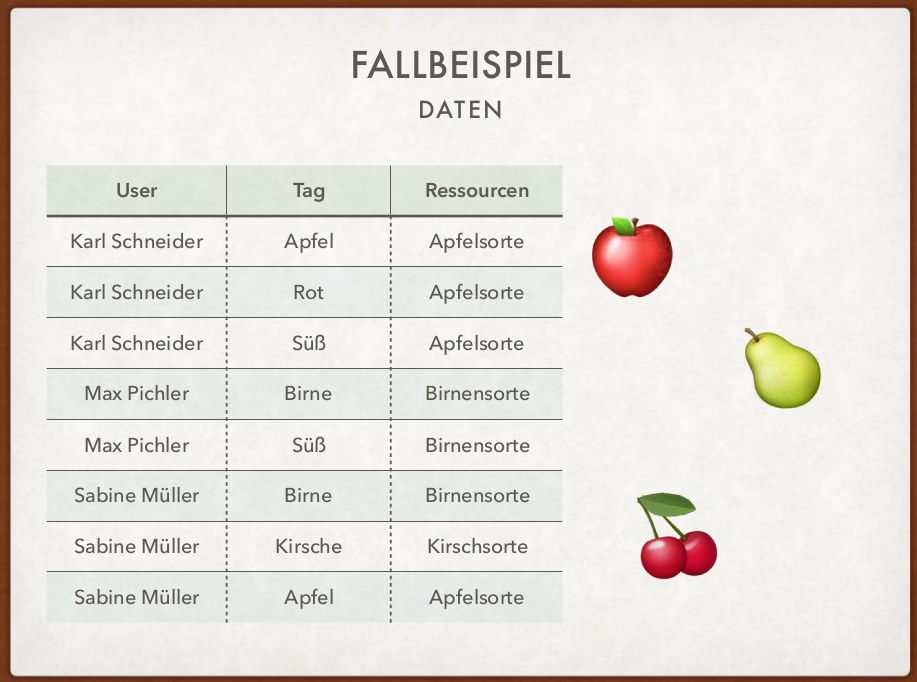 FALLBEISPIEL
DATEN
User Tag Ressourcen
Karl Schneider Apfel Apfelsorte
Karl Schneider Rot Apfelsorte
Karl Schneider Süß Apfelsorte
Max Pichler Birne Birnensorte
Max Pichler Süß Birnensorte
Sabine Müller Birne Birnensorte
Sabine Müller Kirsche Kirschsorte
Sabine Müller Apfel Apfelsorte